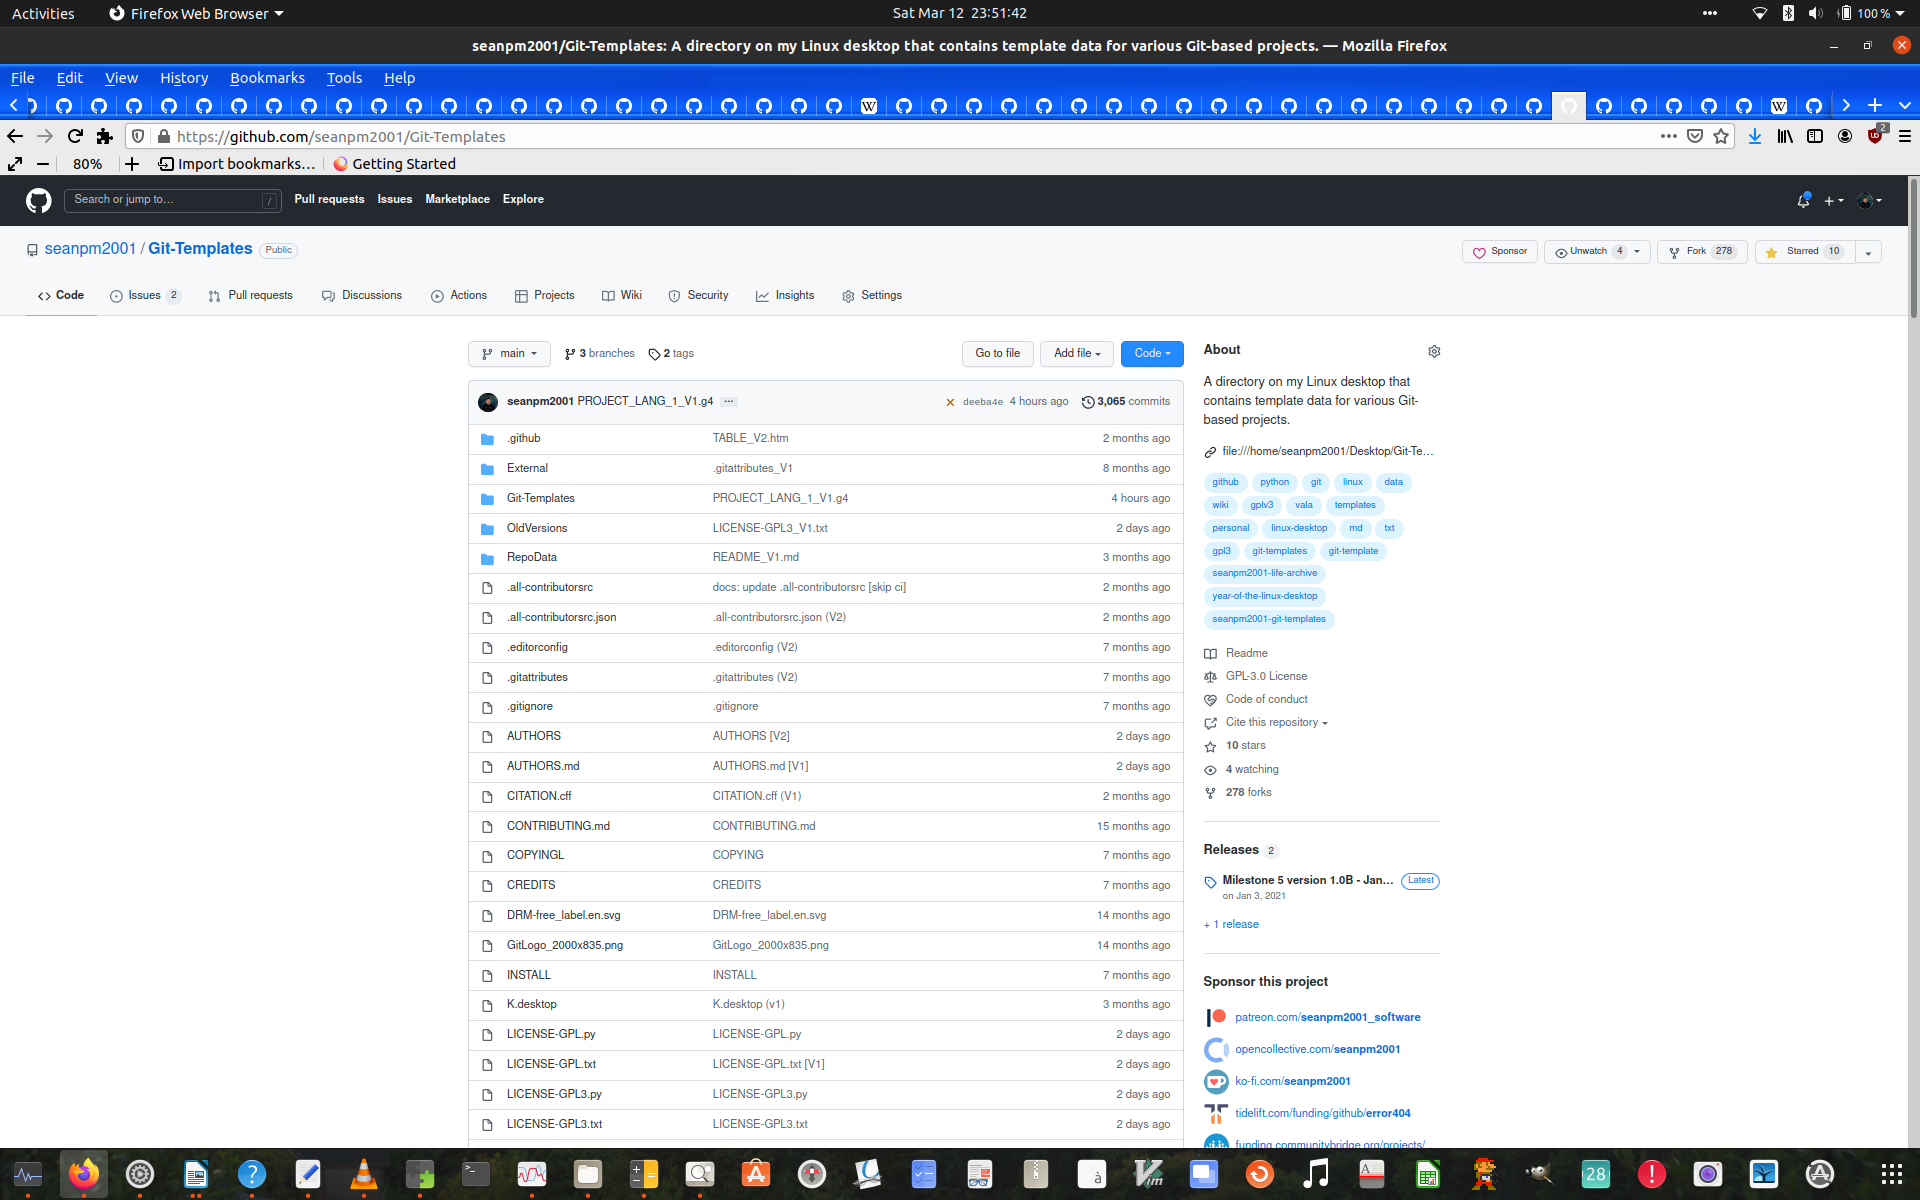 Activities Firefox Web Browser Sat Mar 12 23:51:42 100 %
seanpm2001/Git-Templates: A directory on my Linux desktop that contains template data for various Git-based projects. — Mozilla Firefox
File Edit View History Bookmarks Tools Help
W W
https://github.com/seanpm2001/Git-Templates 2
80% Import bookmarks… Getting Started
Search or jump to… / Pull requests Issues Marketplace Explore
seanpm2001 / Git-Templates Public Sponsor Unwatch 4 Fork 278 Starred 10
Code Issues 2 Pull requests Discussions Actions Projects Wiki Security Insights Settings
main 3 branches 2 tags Go to file Add file Code
seanpm2001 PROJECT_LANG_1_V1.g4 ... deeba4e 4 hours ago 3,065 commits
.github TABLE_V2.htm 2 months ago
External .gitattributes_V1 8 months ago
Git-Templates PROJECT_LANG_1_V1.g4 4 hours ago
OldVersions LICENSE-GPL3_V1.txt 2 days ago
RepoData README_V1.md 3 months ago
.all-contributorsrc docs: update .all-contributorsrc [skip ci] 2 months ago
.all-contributorsrc.json .all-contributorsrc.json (V2) 2 months ago
.editorconfig .editorconfig (V2) 7 months ago
.gitattributes .gitattributes (V2) 7 months ago
.gitignore .gitignore 7 months ago
AUTHORS AUTHORS [V2] 2 days ago
AUTHORS.md AUTHORS.md [V1] 2 days ago
CITATION.cff CITATION.cff (V1) 2 months ago
CONTRIBUTING.md CONTRIBUTING.md 15 months ago
COPYINGL COPYING 7 months ago
CREDITS CREDITS 7 months ago
DRM-free_label.en.svg DRM-free_label.en.svg 14 months ago
GitLogo_2000x835.png GitLogo_2000x835.png 14 months ago
INSTALL INSTALL 7 months ago
K.desktop K.desktop (v1) 3 months ago
LICENSE-GPL.py LICENSE-GPL.py 2 days ago
LICENSE-GPL.txt LICENSE-GPL.txt [V1] 2 days ago
LICENSE-GPL3.py LICENSE-GPL3.py 2 days ago
LICENSE-GPL3.txt LICENSE-GPL3.txt 2 days ago
About
A directory on my Linux desktop that
contains template data for various Git-
based projects.
file:///home/seanpm2001/Desktop/Git-Te…
github python git linux data
wiki gplv3 vala templates
personal linux-desktop md txt
gpl3 git-templates git-template
seanpm2001-life-archive
year-of-the-linux-desktop
seanpm2001-git-templates
Readme
GPL-3.0 License
Code of conduct
Cite this repository
10 stars
4 watching
278 forks
Releases 2
Milestone 5 version 1.0B - Jan… Latest
on Jan 3, 2021
+ 1 release
Sponsor this project
patreon.com/seanpm2001_software
opencollective.com/seanpm2001
ko-fi.com/seanpm2001
tidelift.com/funding/github/error404
funding.communitybridge.org/projects/
28